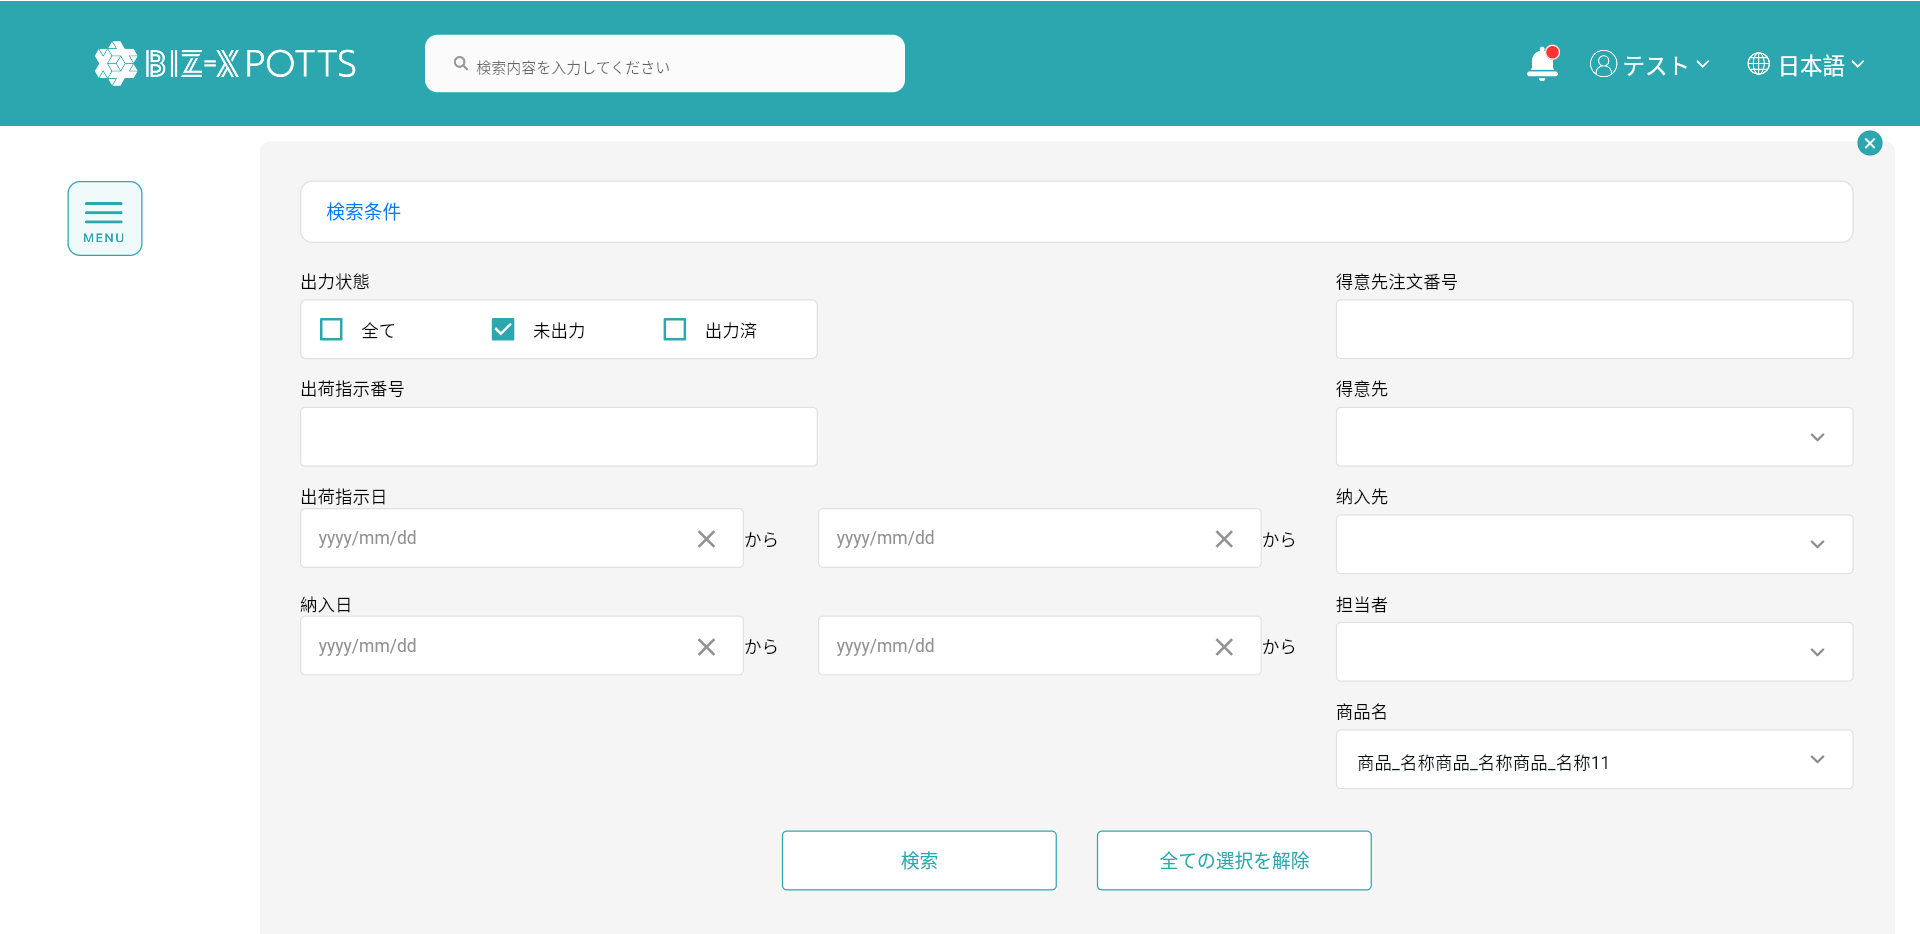 BIZ=X POTTS
検索内容を入力してください
テスト
日本語
MENU
検索条件
出力状態
全て
未出力
出力済
出荷指示番号
出荷指示日
yyyy/mm/dd
から
yyyy/mm/dd
から
納入日
yyyy/mm/dd
から
yyyy/mm/dd
から
得意先注文番号
得意先
纳入先
担当者
商品名
商品_名称商品_名称商品_名称11
検索
全ての選択を解除